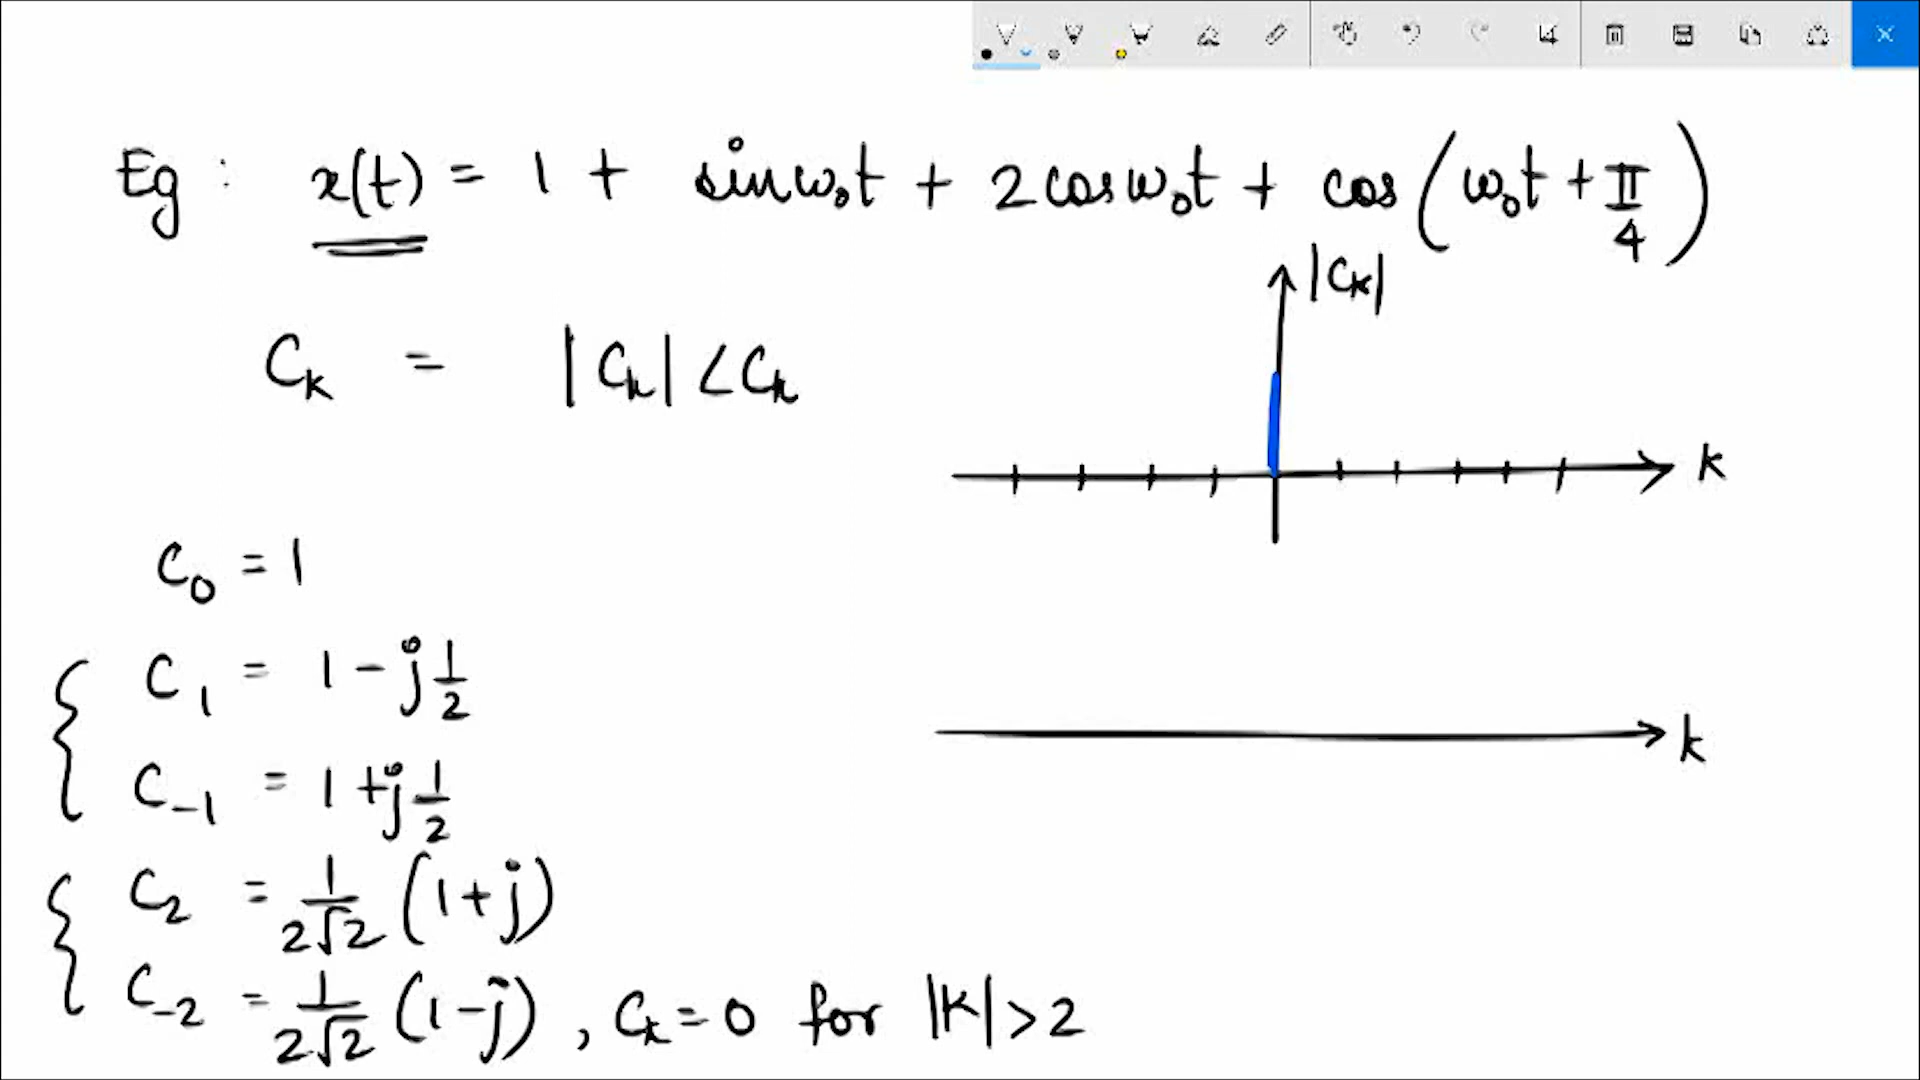 Eg : x(t) = 1 + sinω₀t + 2cosω₀t + cos(ω₀t + π/4)
|Cₖ|
Cₖ = |Cₖ| ∠Cₖ
k
C₀ = 1
C₁ = 1 - j 1/2
k
C₋₁ = 1 + j 1/2
C₂ = 1/(2√2) (1+j)
C₋₂ = 1/(2√2) (1-j) , Cₖ = 0 for |k| > 2